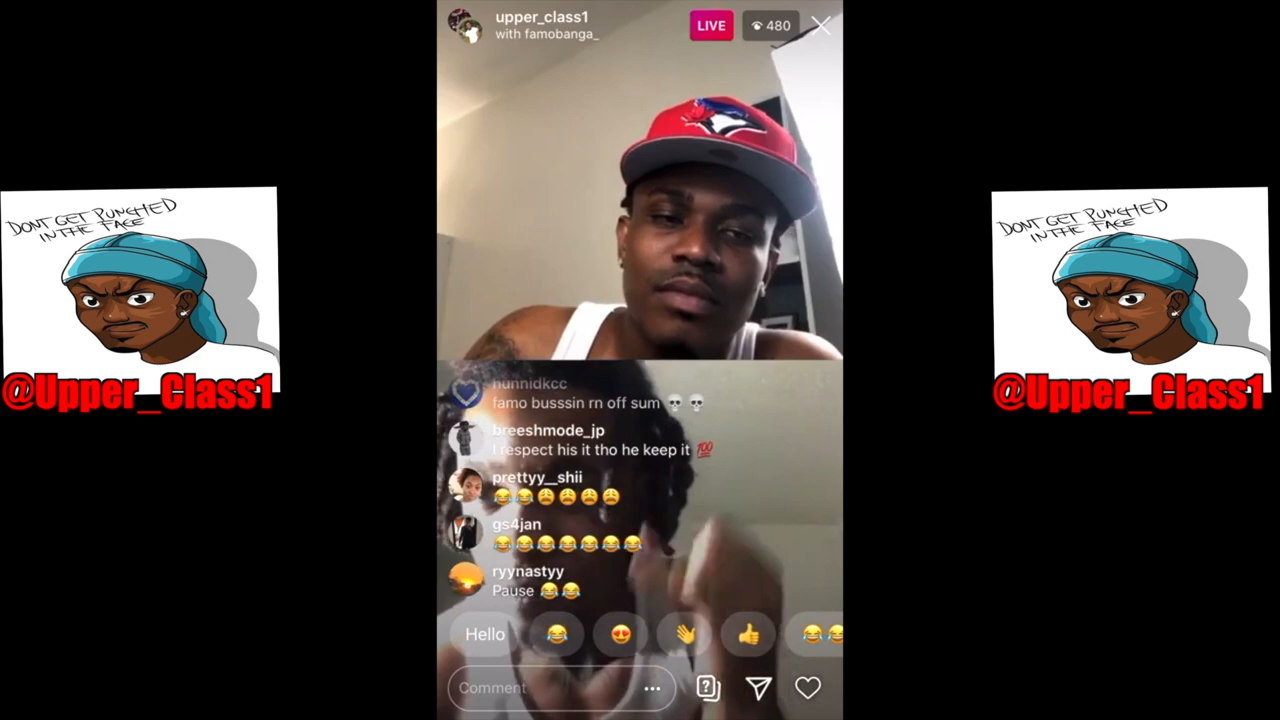 upper_class1
with famobanga_
LIVE
480
DONT GET PUNCHED
IN THE FACE
@Upper_Class1
DONT GET PUNCHED
IN THE FACE
@Upper_Class1
hunnidkcc
famo busssin rn off sum 💀 💀
breeshmode_jp
I respect his it tho he keep it 💯
prettyy__shii
😂😂😩😩😩😩
gs4jan
😂😂😂😂😂😂😂
ryynastyy
Pause 😂😂
Hello
Comment